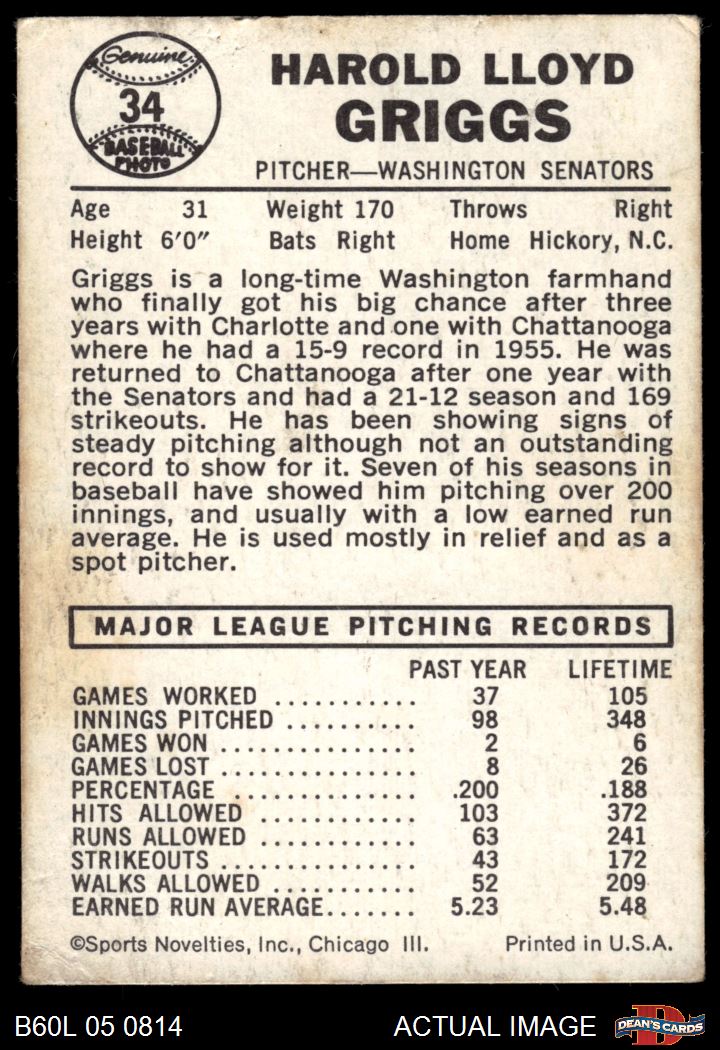 Genuine
34
BASEBALL
PHOTO
HAROLD LLOYD
GRIGGS
PITCHER—WASHINGTON SENATORS
Age 31 Weight 170 Throws Right
Height 6'0" Bats Right Home Hickory, N.C.
Griggs is a long-time Washington farmhand
who finally got his big chance after three
years with Charlotte and one with Chattanooga
where he had a 15-9 record in 1955. He was
returned to Chattanooga after one year with
the Senators and had a 21-12 season and 169
strikeouts. He has been showing signs of
steady pitching although not an outstanding
record to show for it. Seven of his seasons in
baseball have showed him pitching over 200
innings, and usually with a low earned run
average. He is used mostly in relief and as a
spot pitcher.
MAJOR LEAGUE PITCHING RECORDS
PAST YEAR LIFETIME
GAMES WORKED ........... 37 105
INNINGS PITCHED .......... 98 348
GAMES WON ............... 2 6
GAMES LOST ............... 8 26
PERCENTAGE .............. .200 .188
HITS ALLOWED ............ 103 372
RUNS ALLOWED ............ 63 241
STRIKEOUTS ............... 43 172
WALKS ALLOWED ........... 52 209
EARNED RUN AVERAGE....... 5.23 5.48
©Sports Novelties, Inc., Chicago Ill. Printed in U.S.A.
B60L 05 0814 ACTUAL IMAGE DEAN'S CARDS